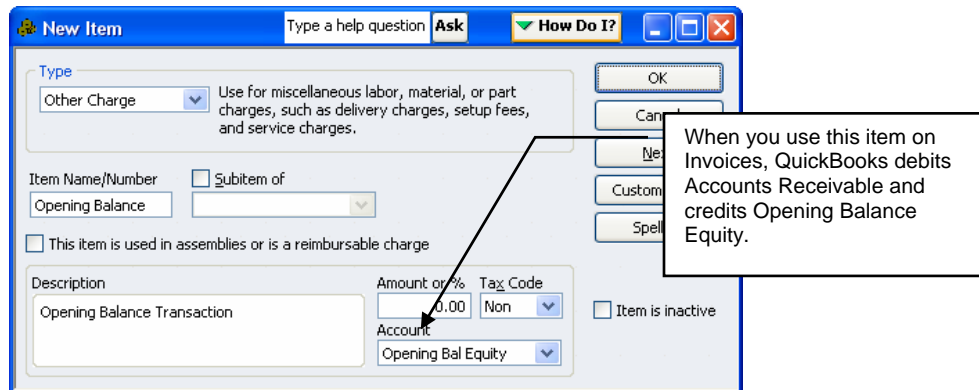 New Item
Type a help question Ask
How Do I?
Type
Other Charge
Use for miscellaneous labor, material, or part
charges, such as delivery charges, setup fees,
and service charges.
OK
Item Name/Number
Subitem of
Opening Balance
This item is used in assemblies or is a reimbursable charge
Description
Opening Balance Transaction
Amount or %
0.00
Tax Code
Non
Account
Opening Bal Equity
Item is inactive
When you use this item on
Invoices, QuickBooks debits
Accounts Receivable and
credits Opening Balance
Equity.